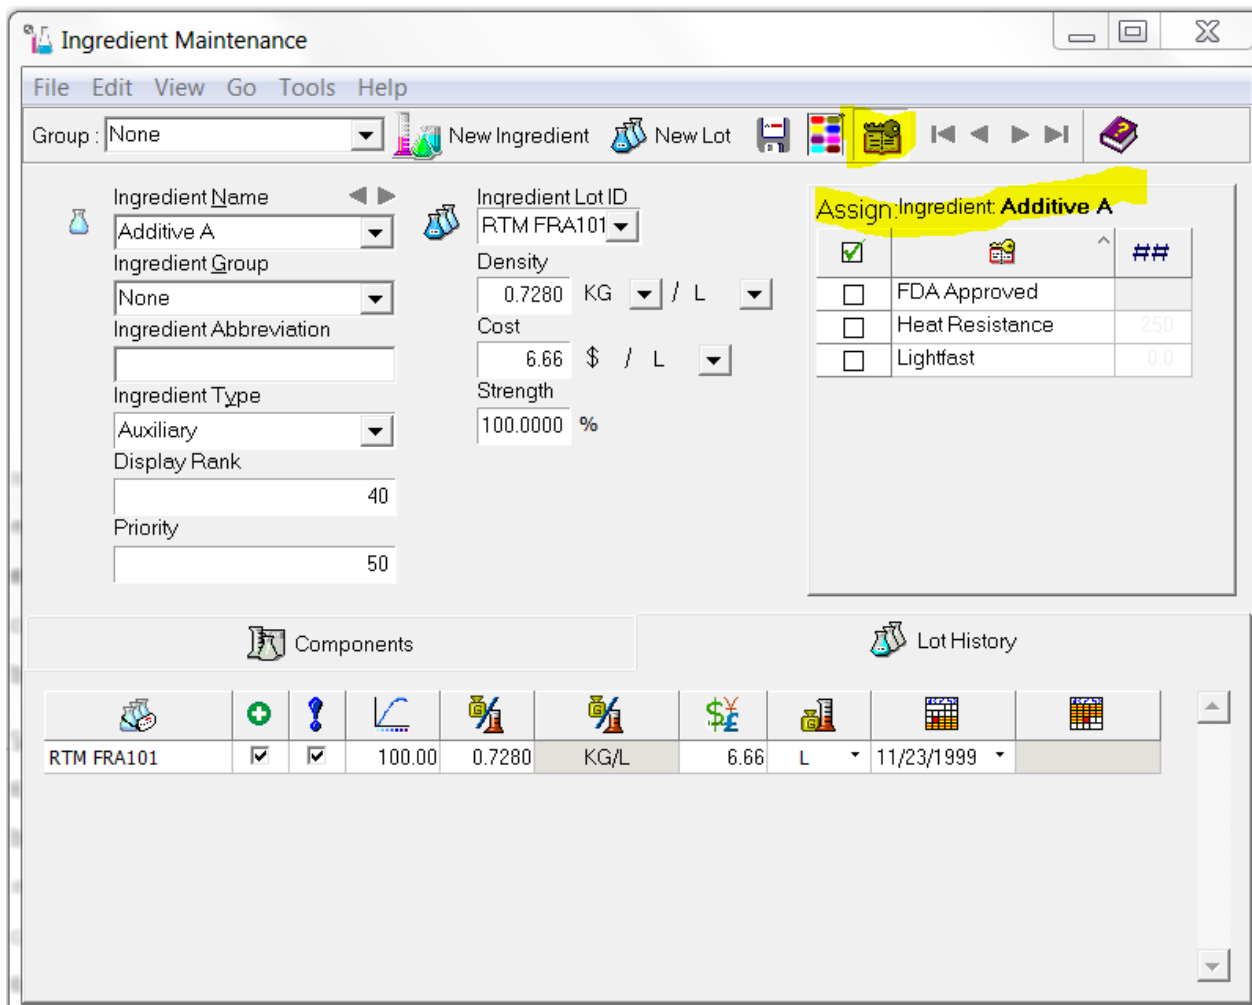 Ingredient Maintenance
File Edit View Go Tools Help
Group : None New Ingredient New Lot
Ingredient Name
Additive A
Ingredient Group
None
Ingredient Abbreviation
Ingredient Type
Auxiliary
Display Rank
40
Priority
50
Ingredient Lot ID
RTM FRA101
Density
0.7280 KG / L
Cost
6.66 $ / L
Strength
100.0000 %
Assign: Ingredient: Additive A
##
FDA Approved
Heat Resistance 250
Lightfast 0.0
Components Lot History
RTM FRA101 100.00 0.7280 KG/L 6.66 L 11/23/1999